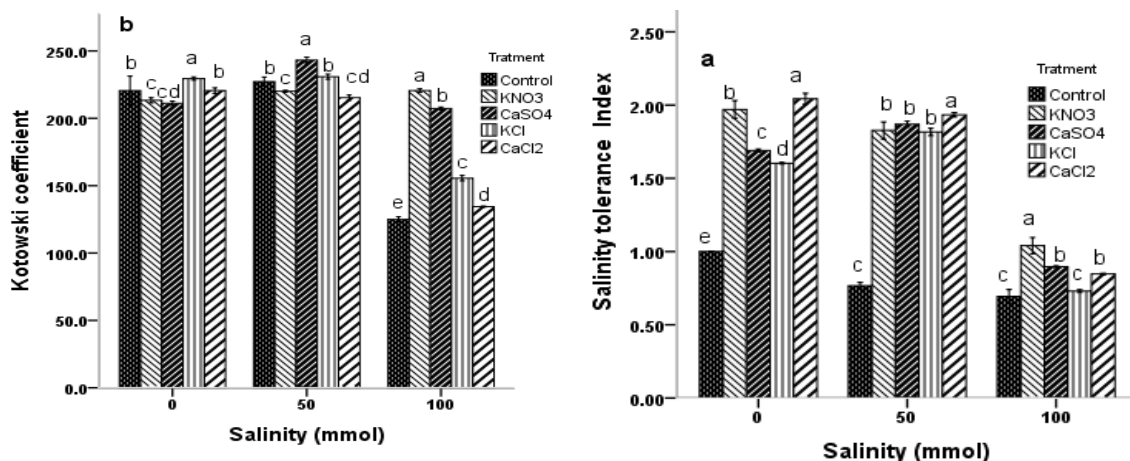 b
Kotowski coefficient
250.0
200.0
150.0
100.0
50.0
0.0
b c cd a b
b c a b cd
e a b c d
0 50 100
Salinity (mmol)
Tratment
Control
KNO3
CaSO4
KCl
CaCl2
a
Salinity tolerance Index
2.50
2.00
1.50
1.00
0.50
0.00
e b c d a
c b b b a
c a b c b
0 50 100
Salinity (mmol)
Tratment
Control
KNO3
CaSO4
KCl
CaCl2